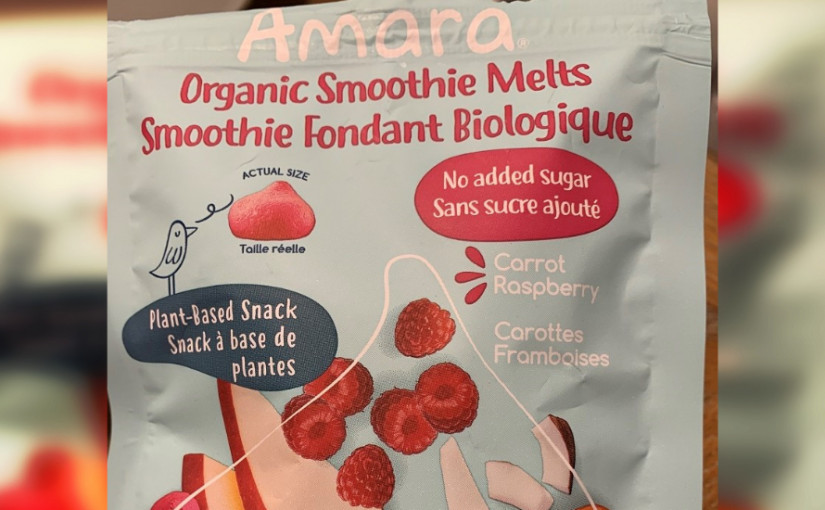 Amara®
Organic Smoothie Melts
Smoothie Fondant Biologique
ACTUAL SIZE
Taille réelle
No added sugar
Sans sucre ajouté
Carrot
Raspberry
Carottes
Framboises
Plant-Based Snack
Snack à base de
plantes